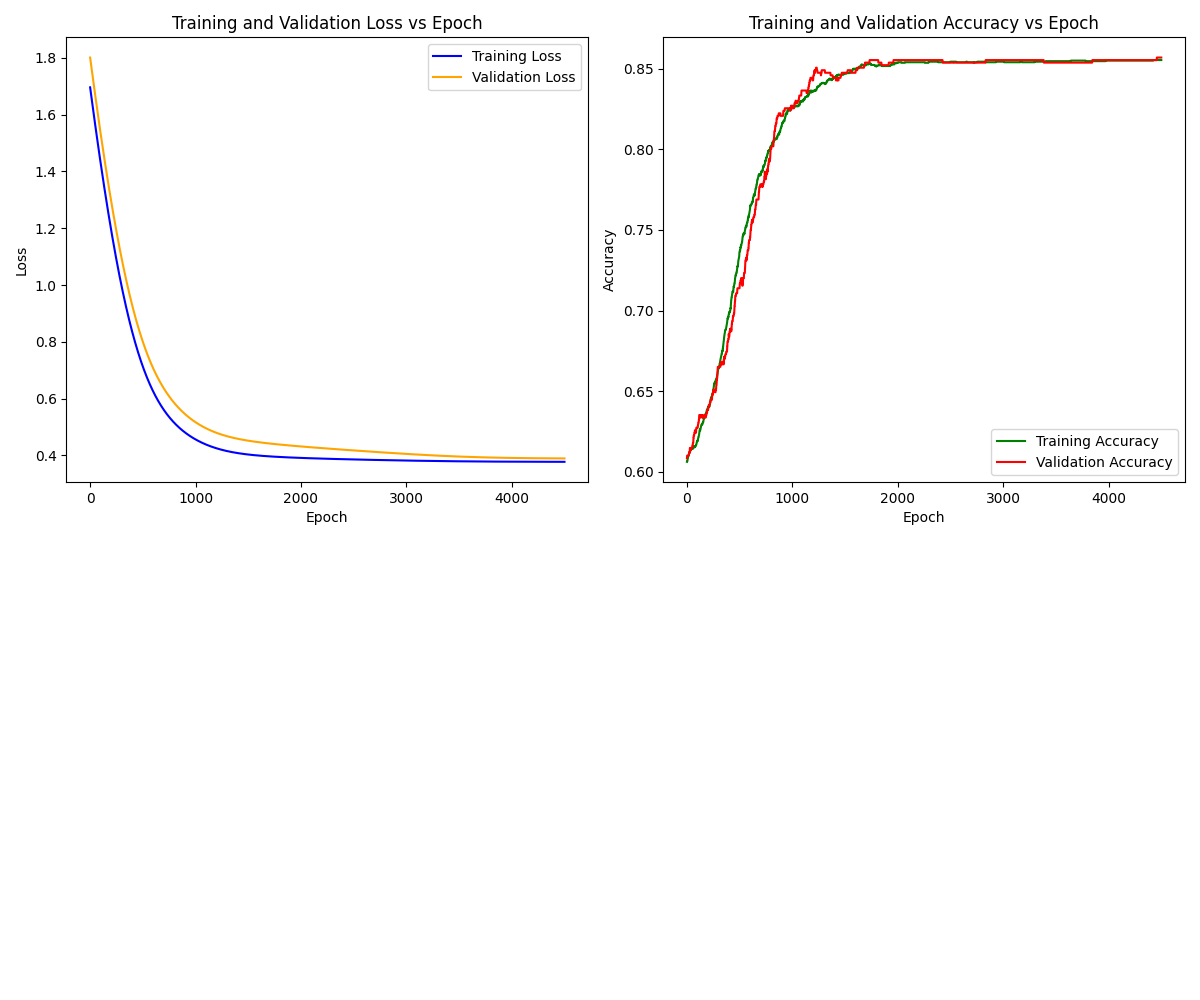 Training and Validation Loss vs Epoch
Training Loss
Validation Loss
1.8
1.6
1.4
1.2
1.0
0.8
0.6
0.4
Loss
0 1000 2000 3000 4000
Epoch
Training and Validation Accuracy vs Epoch
0.85
0.80
0.75
0.70
0.65
0.60
Accuracy
Training Accuracy
Validation Accuracy
0 1000 2000 3000 4000
Epoch